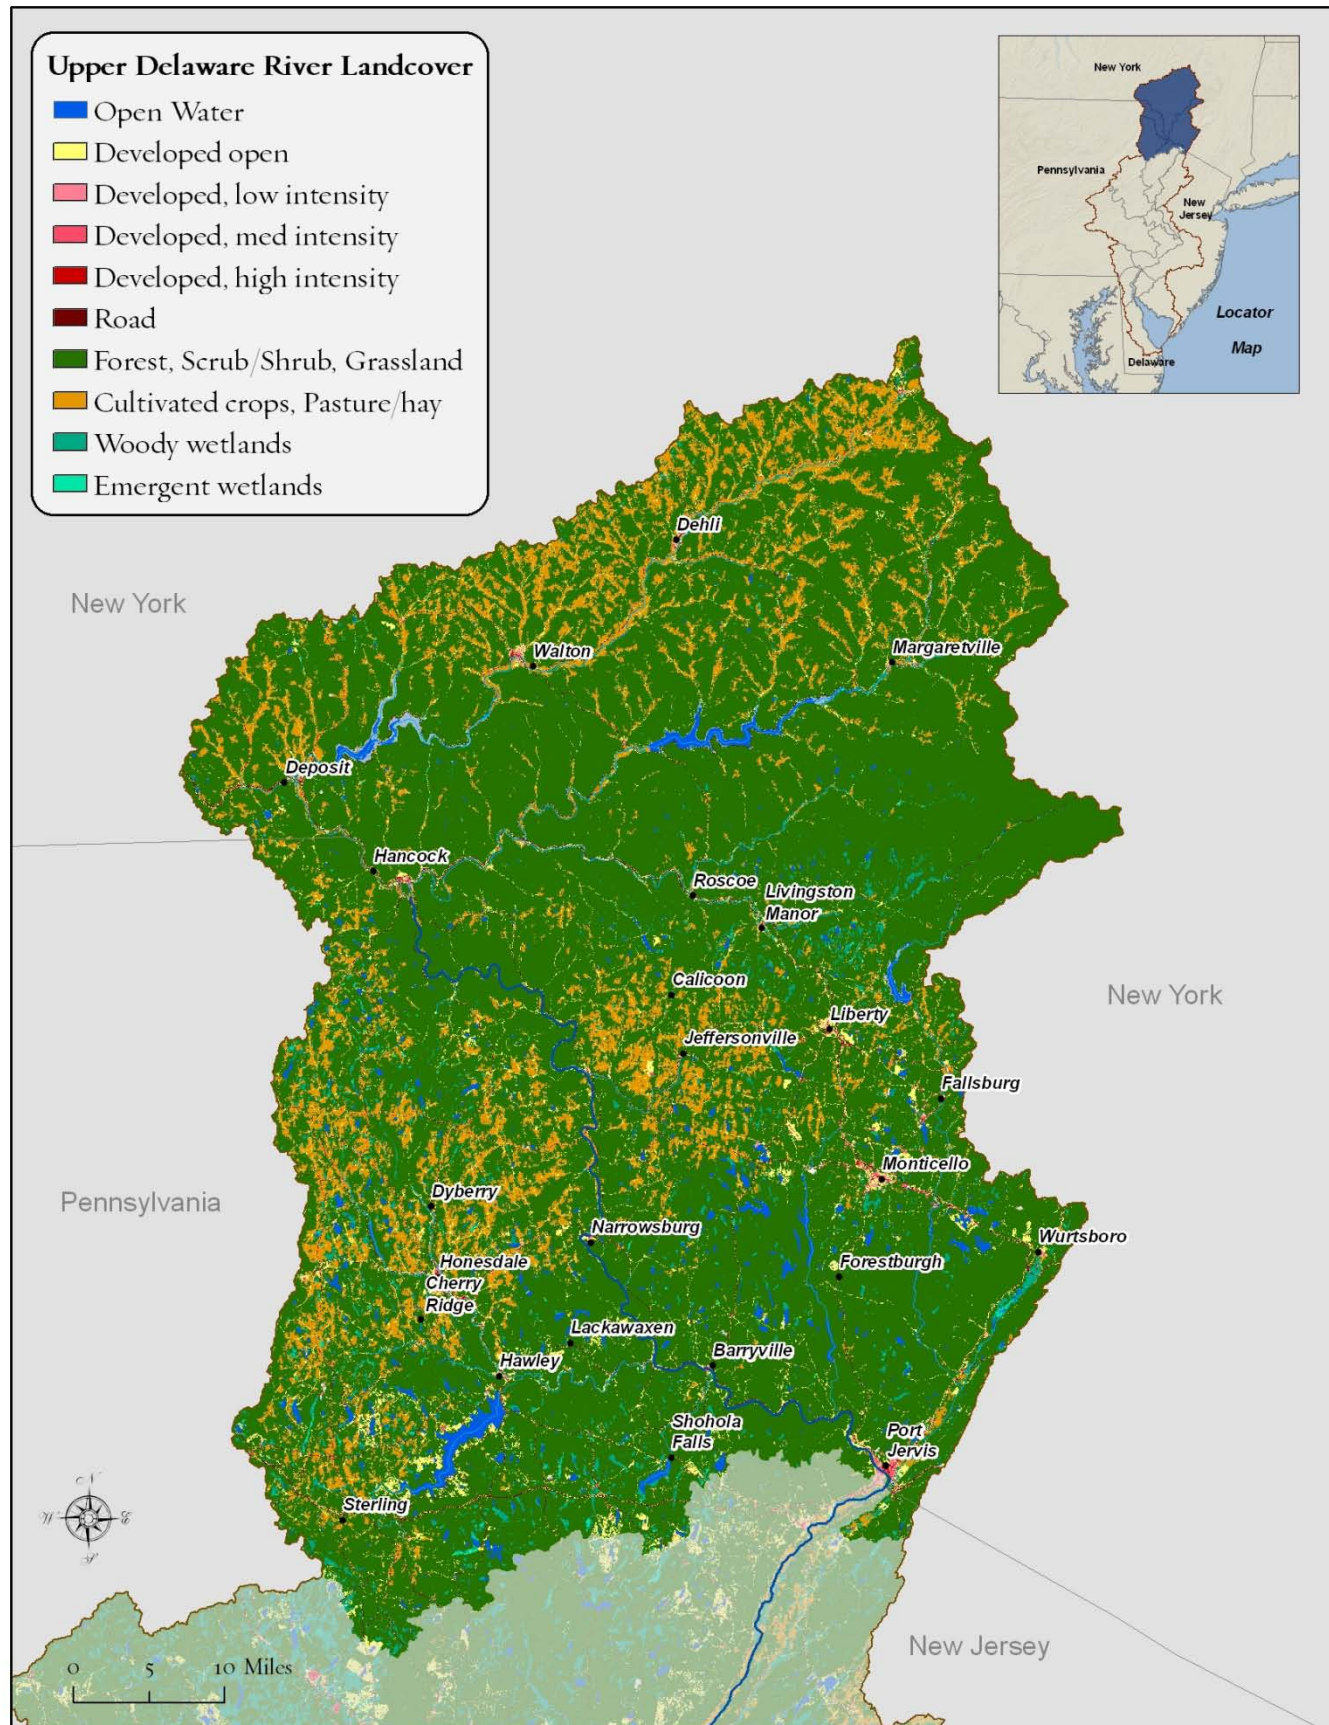 Upper Delaware River Landcover
Open Water
Developed open
Developed, low intensity
Developed, med intensity
Developed, high intensity
Road
Forest, Scrub/Shrub, Grassland
Cultivated crops, Pasture/hay
Woody wetlands
Emergent wetlands
New York
Pennsylvania
New
Jersey
Locator
Map
Delaware
Dehli
New York
Walton
Margaretville
Deposit
Hancock
Roscoe
Livingston
Manor
Calicoon
New York
Liberty
Jeffersonville
Fallsburg
Monticello
Pennsylvania
Dyberry
Narrowsburg
Wurtsboro
Honesdale
Forestburgh
Cherry
Ridge
Lackawaxen
Barryville
Hawley
Shohola
Falls
Port
Jervis
Sterling
N
W E
S
New Jersey
0 5 10 Miles